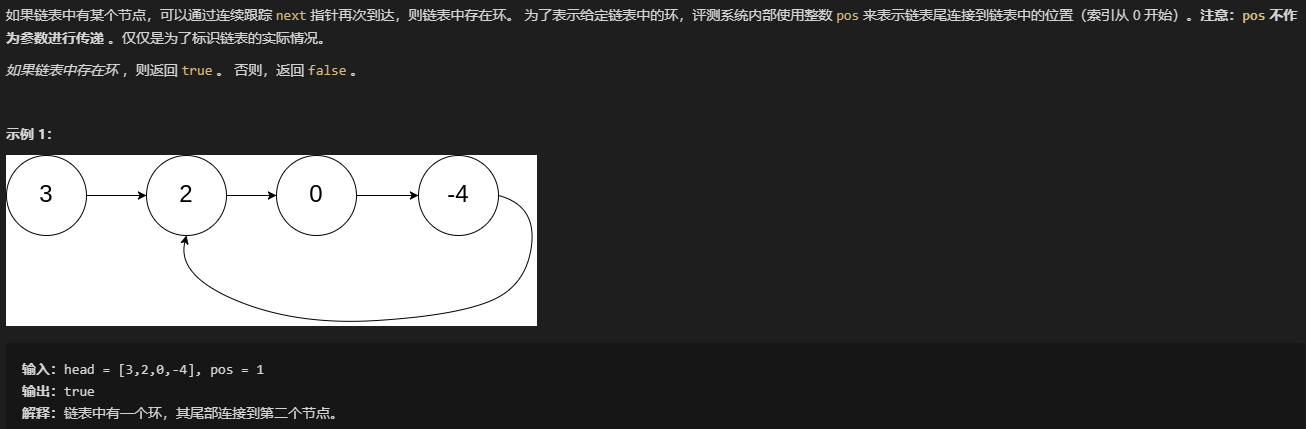 如果链表中有某个节点，可以通过连续跟踪 next 指针再次到达，则链表中存在环。 为了表示给定链表中的环，评测系统内部使用整数 pos 来表示链表尾连接到链表中的位置（索引从 0 开始）。注意：pos 不作
为参数进行传递 。仅仅是为了标识链表的实际情况。
如果链表中存在环 ，则返回 true 。 否则，返回 false 。
示例 1：
3 2 0 -4
输入：head = [3,2,0,-4], pos = 1
输出：true
解释：链表中有一个环，其尾部连接到第二个节点。